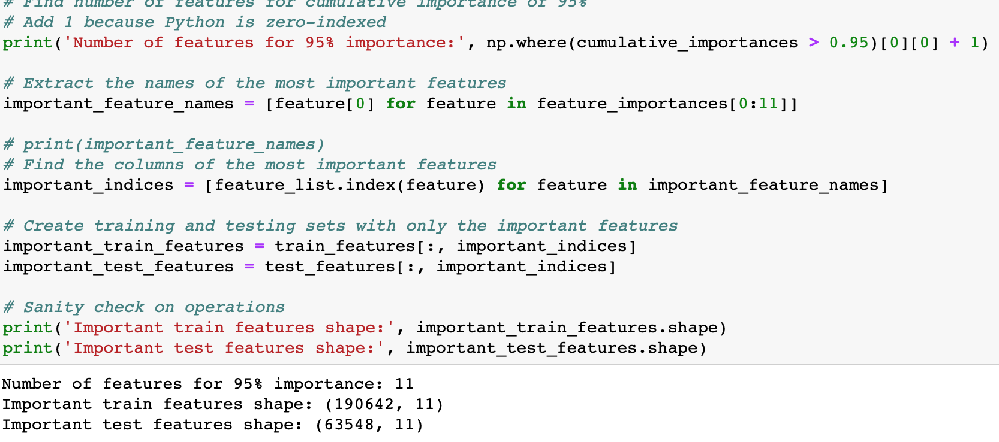 # Find number of features for cumulative importance of 95%
# Add 1 because Python is zero-indexed
print('Number of features for 95% importance:', np.where(cumulative_importances > 0.95)[0][0] + 1)
# Extract the names of the most important features
important_feature_names = [feature[0] for feature in feature_importances[0:11]]
# print(important_feature_names)
# Find the columns of the most important features
important_indices = [feature_list.index(feature) for feature in important_feature_names]
# Create training and testing sets with only the important features
important_train_features = train_features[:, important_indices]
important_test_features = test_features[:, important_indices]
# Sanity check on operations
print('Important train features shape:', important_train_features.shape)
print('Important test features shape:', important_test_features.shape)
Number of features for 95% importance: 11
Important train features shape: (190642, 11)
Important test features shape: (63548, 11)